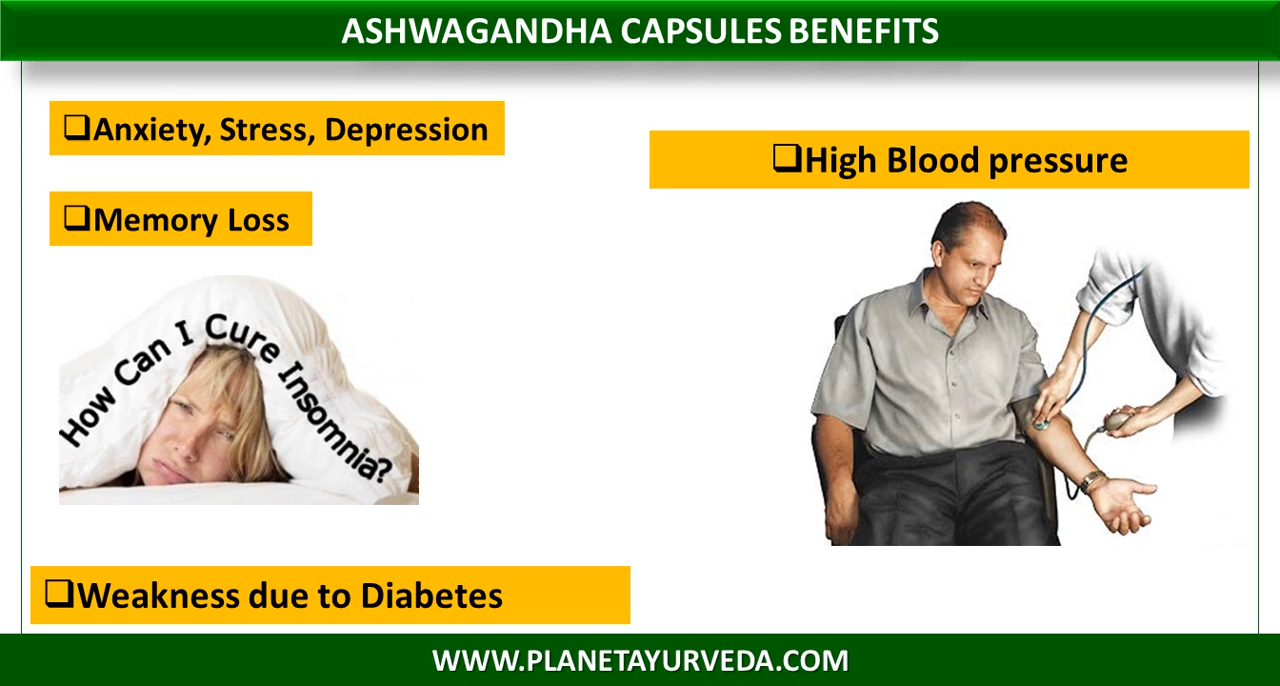 ASHWAGANDHA CAPSULES BENEFITS
❑Anxiety, Stress, Depression
❑High Blood pressure
❑Memory Loss
How Can I Cure Insomnia?
❑Weakness due to Diabetes
WWW.PLANETAYURVEDA.COM